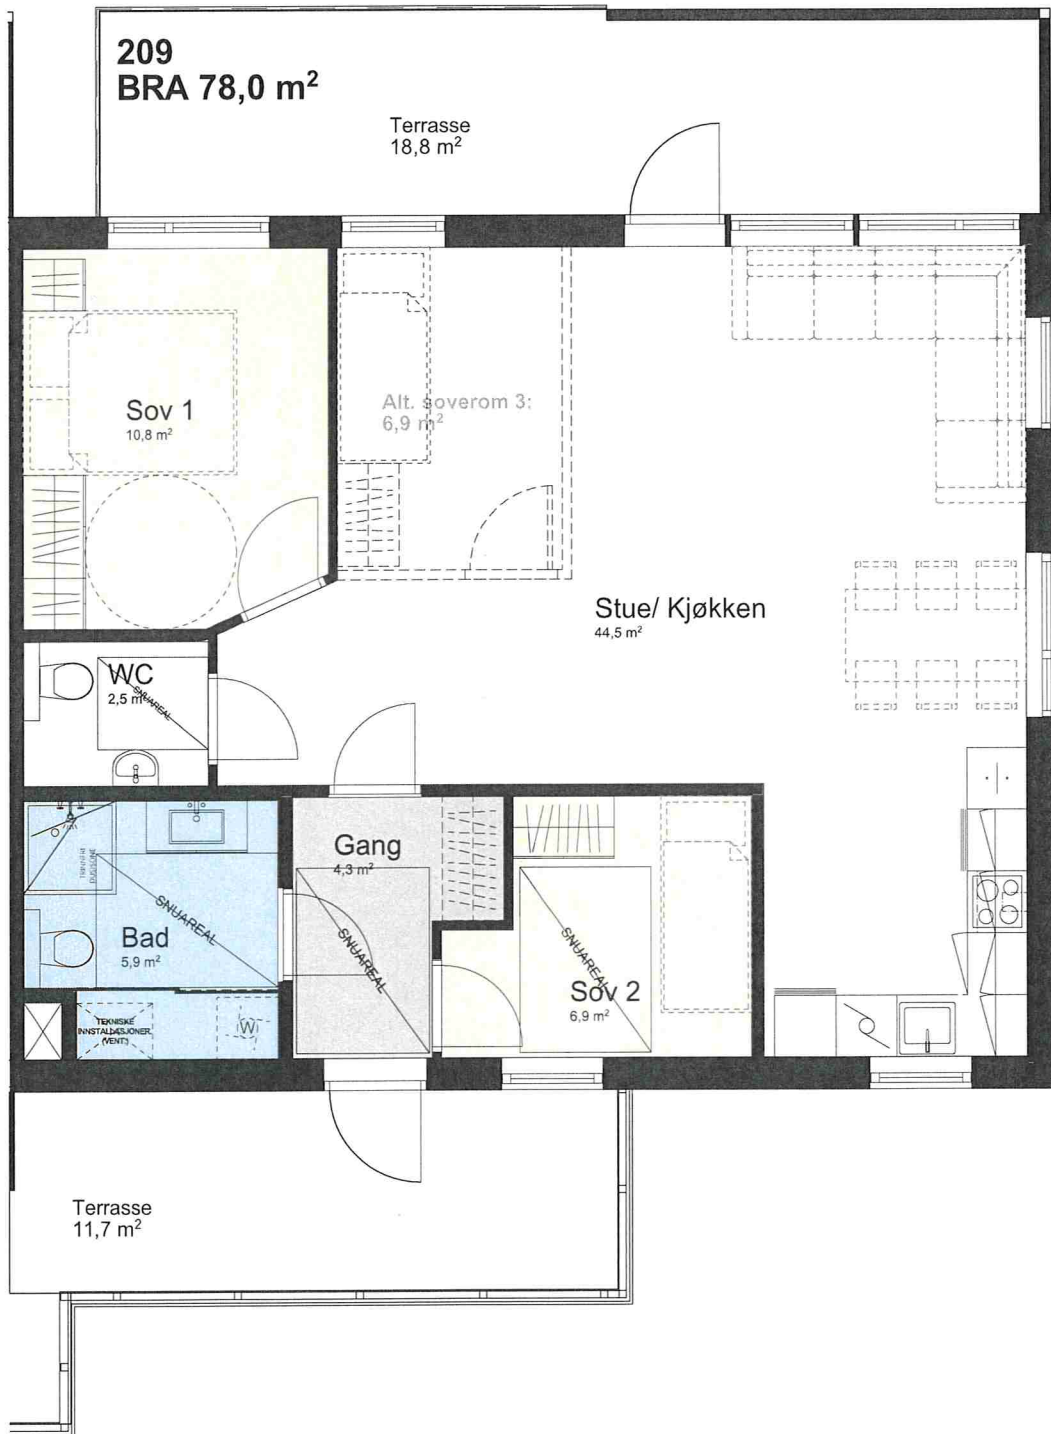 209
BRA 78,0 m²
Terrasse
18,8 m²
Sov 1
10,8 m²
Alt. soverom 3:
6,9 m²
Stue/ Kjøkken
44,5 m²
WC
2,5 m²
SNUAREAL
Gang
4,3 m²
SNUAREAL
TRINNFRI
DUSJSONE
SNUAREAL
Bad
5,9 m²
SNUAREAL
Sov 2
6,9 m²
TEKNISKE
INNSTALLASJONER
(VENT.)
W
Terrasse
11,7 m²